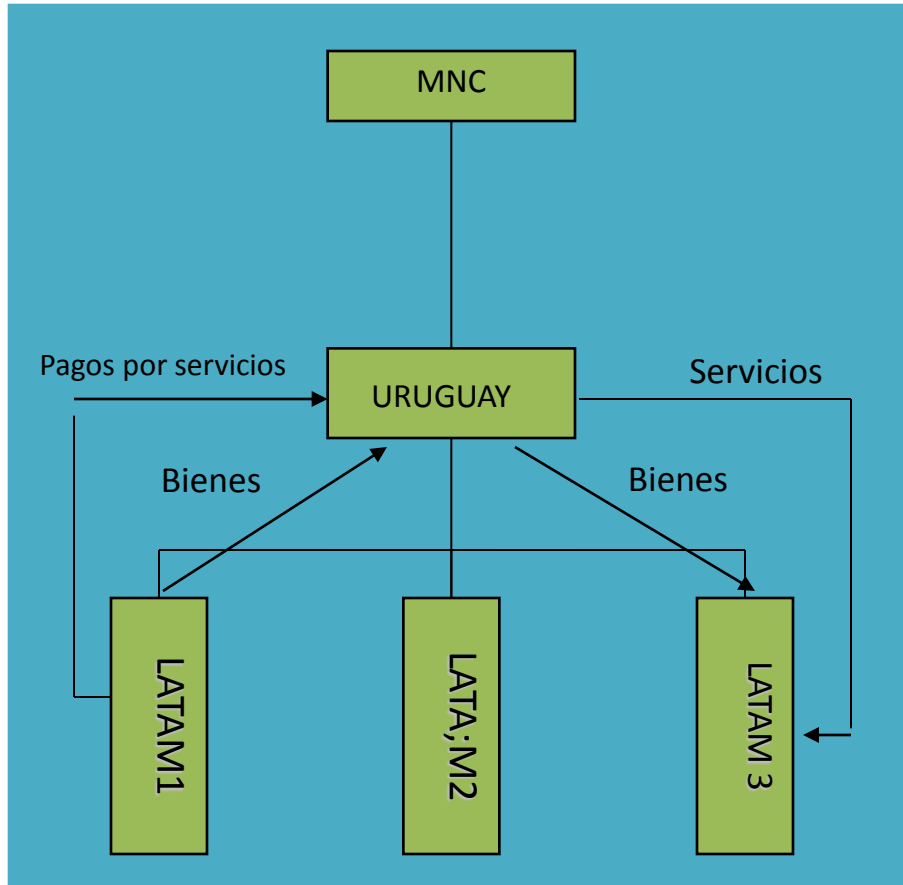 MNC
Pagos por servicios
URUGUAY
Servicios
Bienes
Bienes
LATAM1
LATA;M2
LATAM 3